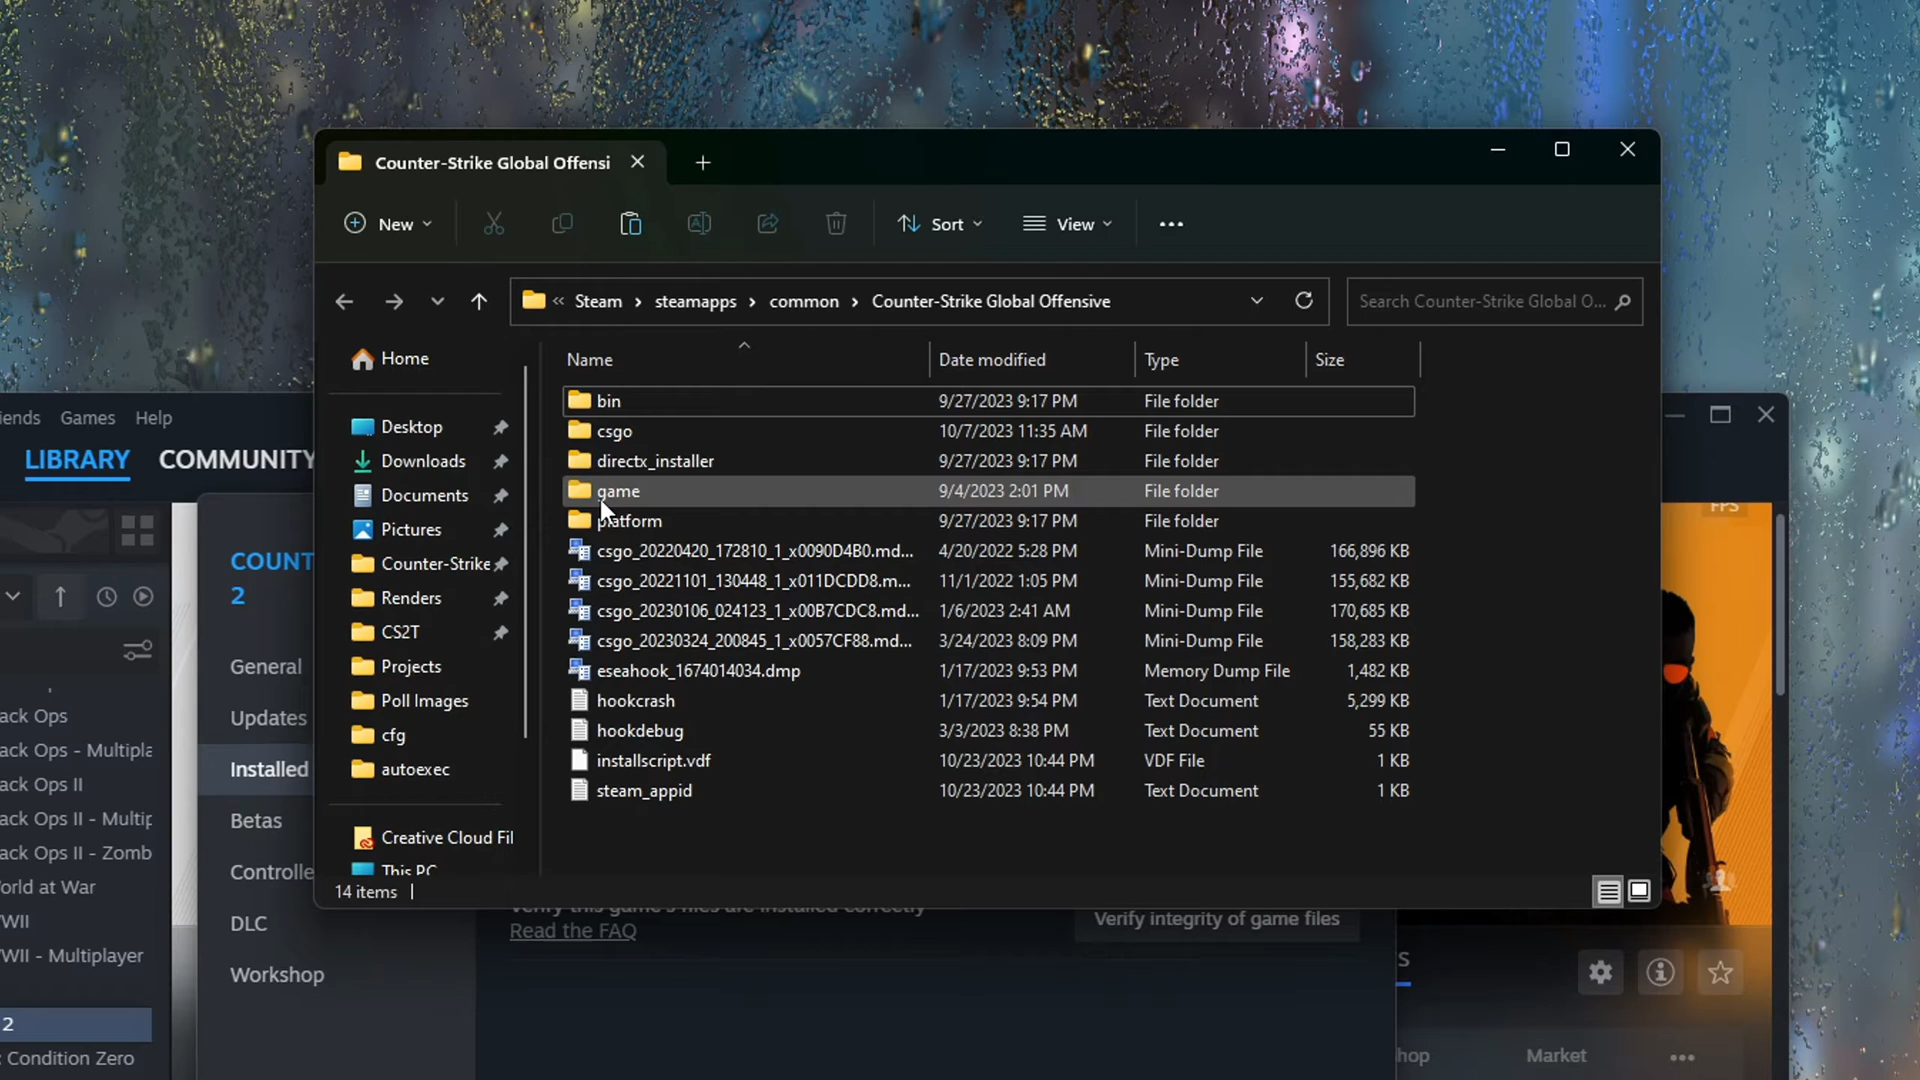 Counter-Strike Global Offensi
New
Sort
View
Steam
steamapps
common
Counter-Strike Global Offensive
Search Counter-Strike Global O...
Name Date modified Type Size
bin 9/27/2023 9:17 PM File folder
csgo 10/7/2023 11:35 AM File folder
directx_installer 9/27/2023 9:17 PM File folder
game 9/4/2023 2:01 PM File folder
platform 9/27/2023 9:17 PM File folder
csgo_20220420_172810_1_x0090D4B0.md... 4/20/2022 5:28 PM Mini-Dump File 166,896 KB
csgo_20221101_130448_1_x011DCDD8.m... 11/1/2022 1:05 PM Mini-Dump File 155,682 KB
csgo_20230106_024123_1_x00B7CDC8.md... 1/6/2023 2:41 AM Mini-Dump File 170,685 KB
csgo_20230324_200845_1_x0057CF88.md... 3/24/2023 8:09 PM Mini-Dump File 158,283 KB
eseahook_1674014034.dmp 1/17/2023 9:53 PM Memory Dump File 1,482 KB
hookcrash 1/17/2023 9:54 PM Text Document 5,299 KB
hookdebug 3/3/2023 8:38 PM Text Document 55 KB
installscript.vdf 10/23/2023 10:44 PM VDF File 1 KB
steam_appid 10/23/2023 10:44 PM Text Document 1 KB
Home
Desktop
Downloads
Documents
Pictures
Counter-Strike
Renders
CS2T
Projects
Poll Images
cfg
autoexec
Creative Cloud Fil
This PC
14 items
iends Games Help
LIBRARY COMMUNITY
COUNT
2
General
Updates
Installed
Betas
Controlle
DLC
Workshop
ack Ops
ack Ops - Multipla
ack Ops II
ack Ops II - Multip
ack Ops II - Zomb
orld at War
WII
WII - Multiplayer
2
: Condition Zero
Verify this game's files are installed correctly
Read the FAQ
Verify integrity of game files
FPS
S
hop
Market